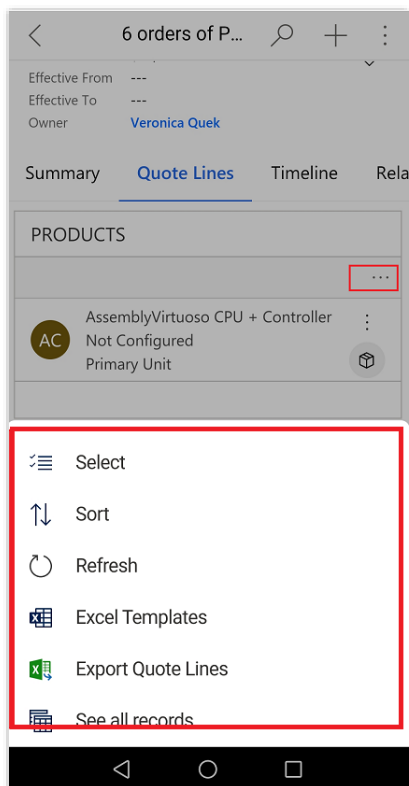 6 orders of P...
Effective From ---
Effective To ---
Owner Veronica Quek
Summary Quote Lines Timeline Rela
PRODUCTS
...
AC
AssemblyVirtuoso CPU + Controller
Not Configured
Primary Unit
Select
Sort
Refresh
Excel Templates
Export Quote Lines
See all records